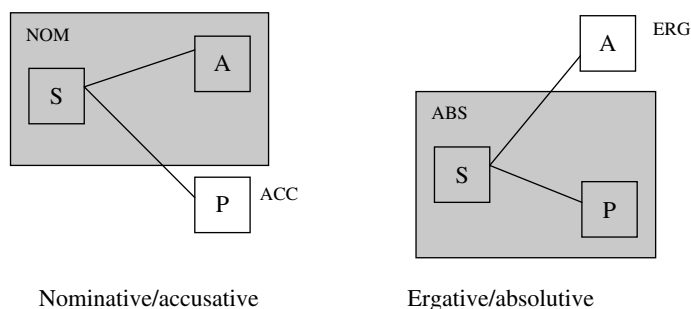 NOM
A
S
P
ACC
Nominative/accusative
A
ERG
ABS
S
P
Ergative/absolutive